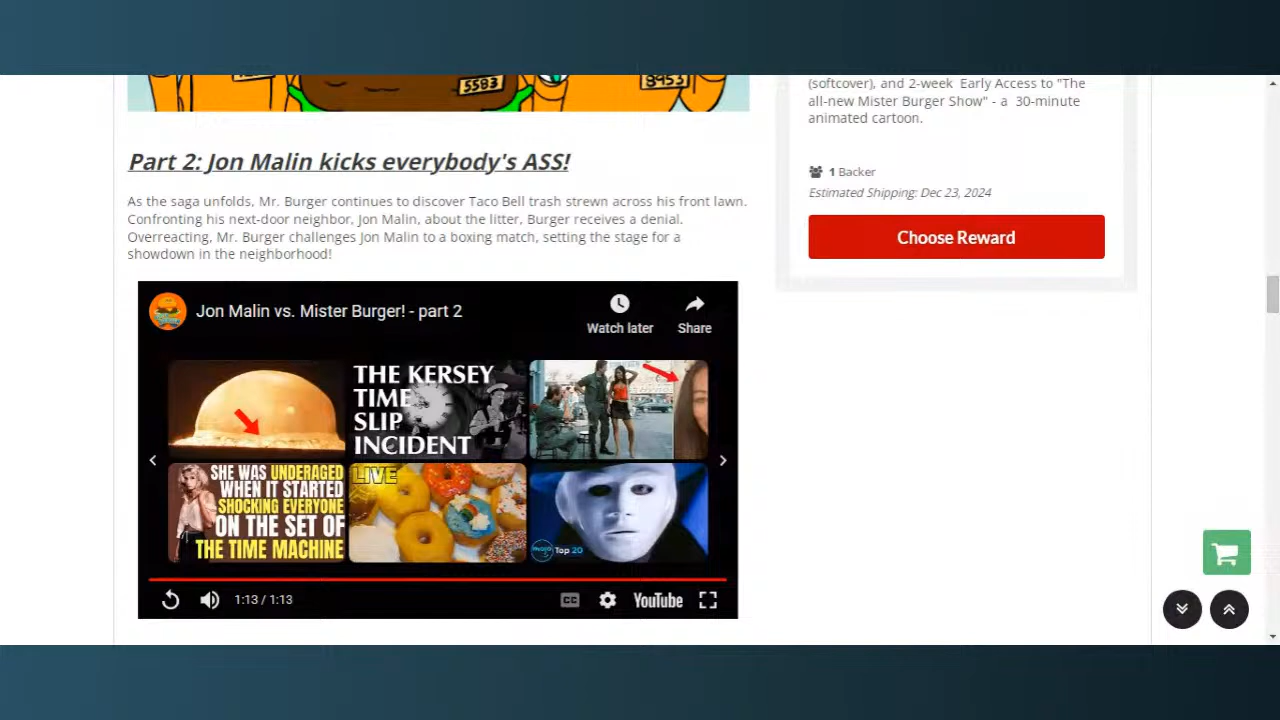 5583
8953
(softcover), and 2-week Early Access to "The
all-new Mister Burger Show" - a 30-minute
animated cartoon.
1 Backer
Estimated Shipping: Dec 23, 2024
Choose Reward
Part 2: Jon Malin kicks everybody's ASS!
As the saga unfolds, Mr. Burger continues to discover Taco Bell trash strewn across his front lawn.
Confronting his next-door neighbor, Jon Malin, about the litter, Burger receives a denial.
Overreacting, Mr. Burger challenges Jon Malin to a boxing match, setting the stage for a
showdown in the neighborhood!
Jon Malin vs. Mister Burger! - part 2
Watch later
Share
THE KERSEY
TIME
SLIP
INCIDENT
SHE WAS UNDERAGED
WHEN IT STARTED
SHOCKING EVERYONE
ON THE SET OF
THE TIME MACHINE
LIVE
Top 20
1:13 / 1:13
CC
YouTube